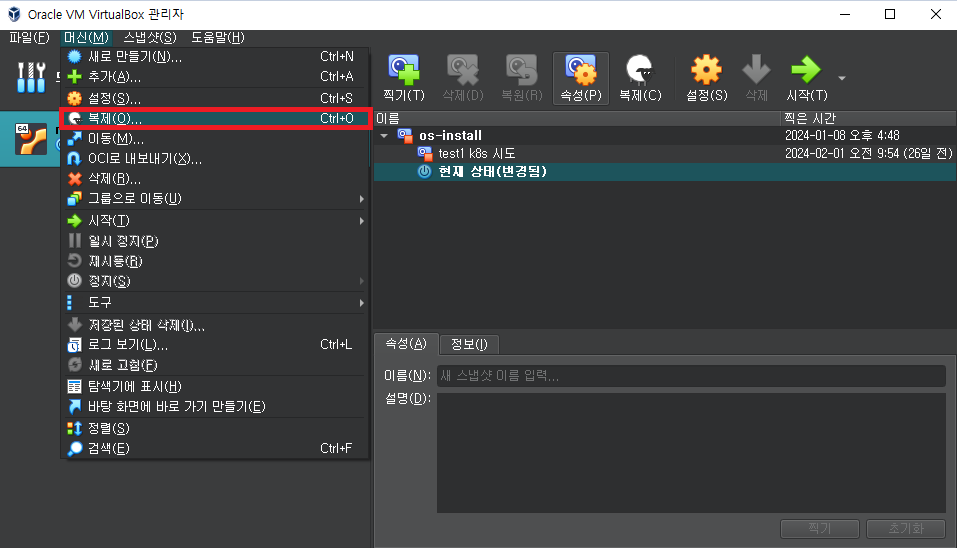 Oracle VM VirtualBox 관리자
파일(F) 머신(M) 스냅샷(S) 도움말(H)
새로 만들기(N)... Ctrl+N
추가(A)... Ctrl+A
설정(S)... Ctrl+S
복제(O)... Ctrl+O
이동(M)...
OCI로 내보내기(X)...
삭제(R)...
그룹으로 이동(U)
시작(T)
일시 정지(P)
재시동(R)
정지(S)
도구
저장된 상태 삭제(I)...
로그 보기(L)... Ctrl+L
새로 고침(F)
탐색기에 표시(H)
바탕 화면에 바로 가기 만들기(E)
정렬(S)
검색(E) Ctrl+F
64
찍기(T) 삭제(D) 복원(R) 속성(P) 복제(C) 설정(S) 삭제 시작(T)
이름 찍은 시간
os-install 2024-01-08 오후 4:48
test1 k8s 시도 2024-02-01 오전 9:54 (26일 전)
현재 상태(변경됨)
속성(A) 정보(I)
이름(N): 새 스냅샷 이름 입력...
설명(D):
찍기 초기화